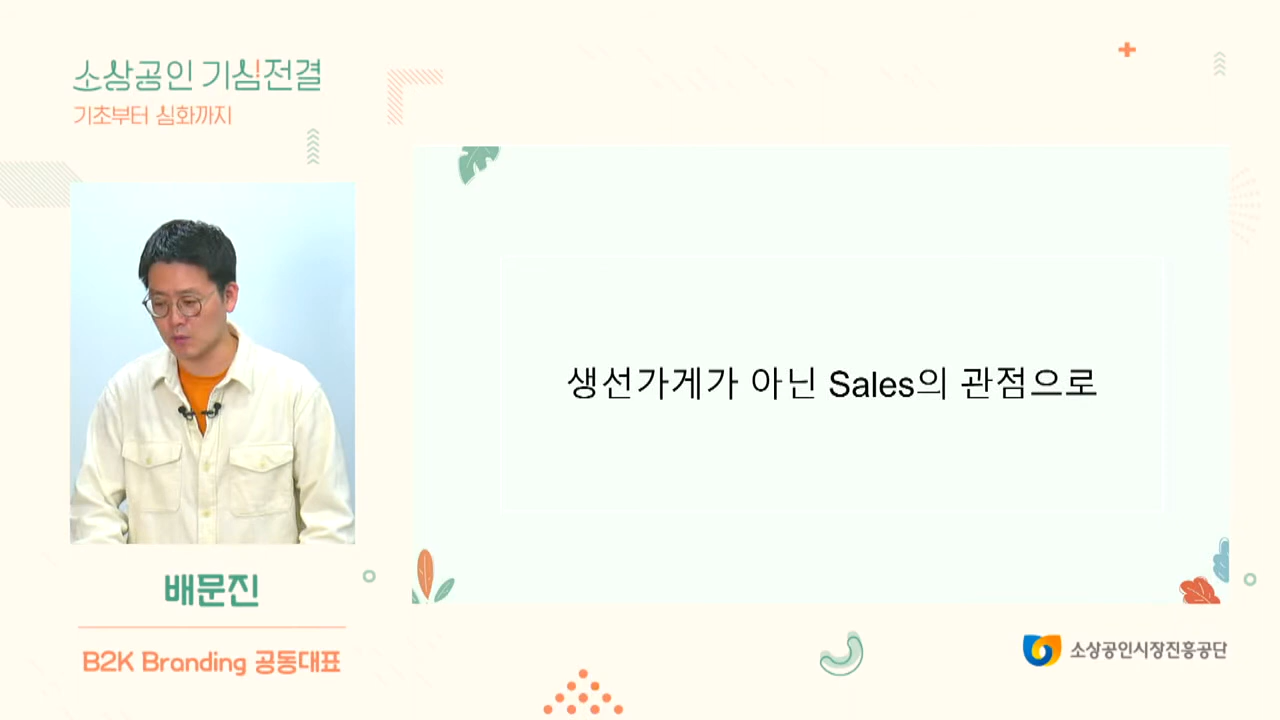 소상공인 기심전결
기초부터 심화까지
생선가게가 아닌 Sales의 관점으로
배문진
B2K Branding 공동대표
소상공인시장진흥공단